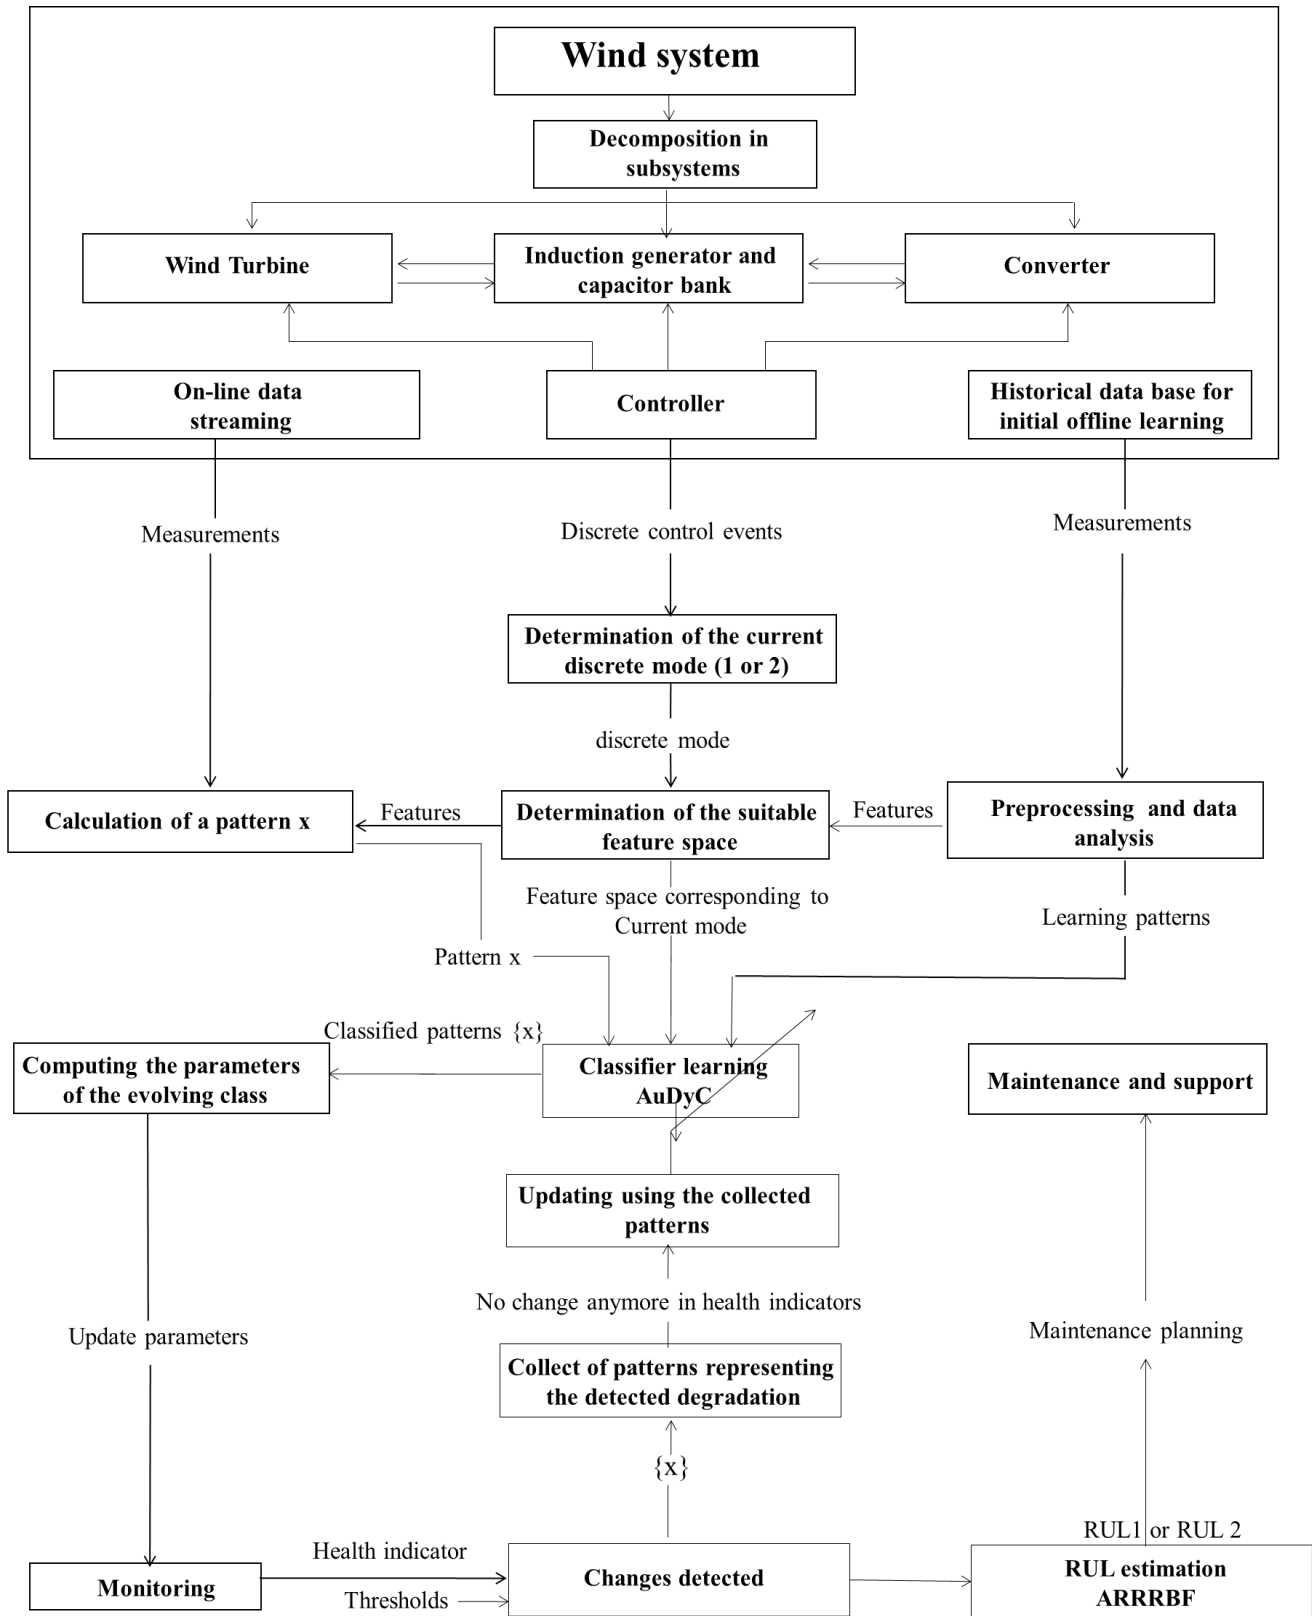 Wind system
Decomposition in
subsystems
Wind Turbine
Induction generator and
capacitor bank
Converter
On-line data
streaming
Controller
Historical data base for
initial offline learning
Measurements
Discrete control events
Measurements
Determination of the current
discrete mode (1 or 2)
discrete mode
Calculation of a pattern x
Features
Determination of the suitable
feature space
Features
Preprocessing and data
analysis
Feature space corresponding to
Current mode
Learning patterns
Pattern x
Classified patterns {x}
Computing the parameters
of the evolving class
Classifier learning
AuDyC
Maintenance and support
Updating using the collected
patterns
No change anymore in health indicators
Update parameters
Maintenance planning
Collect of patterns representing
the detected degradation
{x}
RUL1 or RUL 2
Monitoring
Health indicator
Thresholds
Changes detected
RUL estimation
ARRRBF